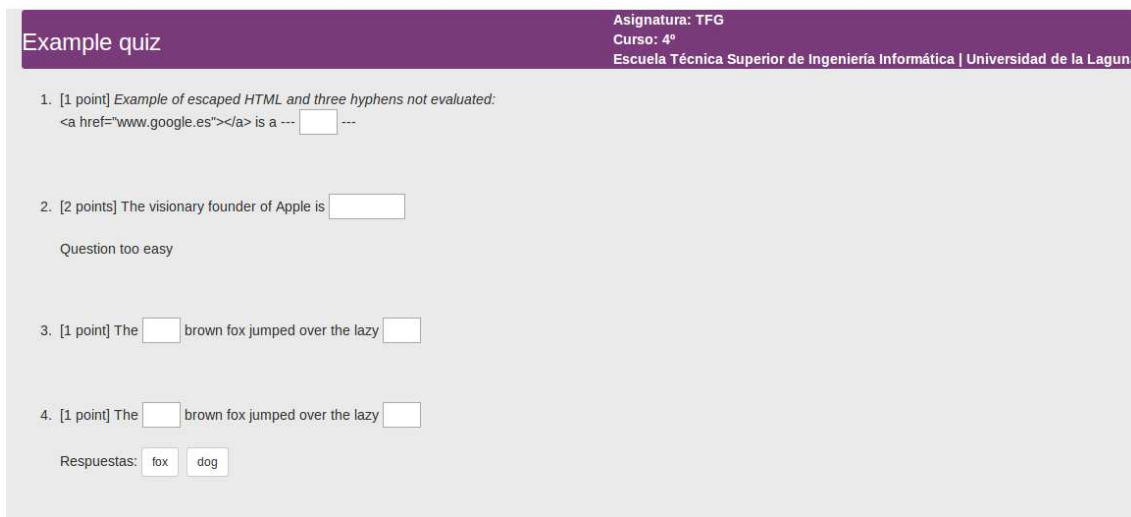 Example quiz
Asignatura: TFG
Curso: 4º
Escuela Técnica Superior de Ingeniería Informática | Universidad de la Lagun
1. [1 point] Example of escaped HTML and three hyphens not evaluated:
<a href="www.google.es"></a> is a --- ---
2. [2 points] The visionary founder of Apple is
Question too easy
3. [1 point] The brown fox jumped over the lazy
4. [1 point] The brown fox jumped over the lazy
Respuestas: fox dog